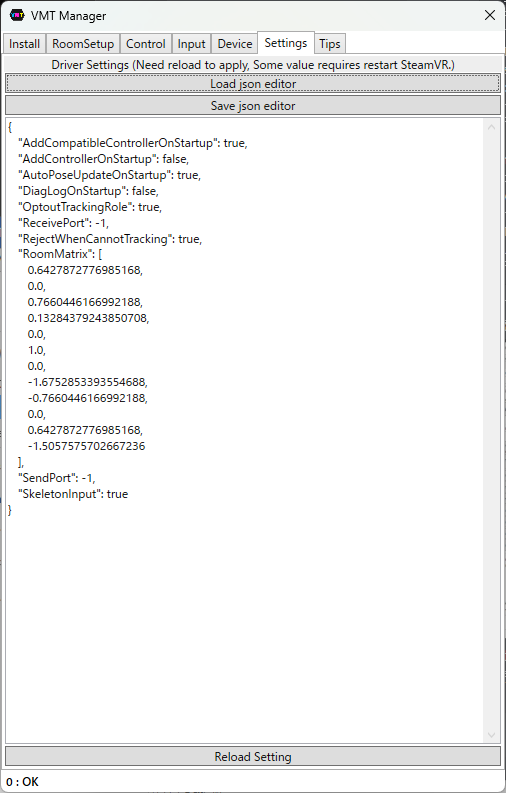 VMT VMT Manager
Install RoomSetup Control Input Device Settings Tips
Driver Settings (Need reload to apply, Some value requires restart SteamVR.)
Load json editor
Save json editor
{
"AddCompatibleControllerOnStartup": true,
"AddControllerOnStartup": false,
"AutoPoseUpdateOnStartup": true,
"DiagLogOnStartup": false,
"OptoutTrackingRole": true,
"ReceivePort": -1,
"RejectWhenCannotTracking": true,
"RoomMatrix": [
0.6427872776985168,
0.0,
0.7660446166992188,
0.13284379243850708,
0.0,
1.0,
0.0,
-1.6752853393554688,
-0.7660446166992188,
0.0,
0.6427872776985168,
-1.5057575702667236
],
"SendPort": -1,
"SkeletonInput": true
}
Reload Setting
0 : OK